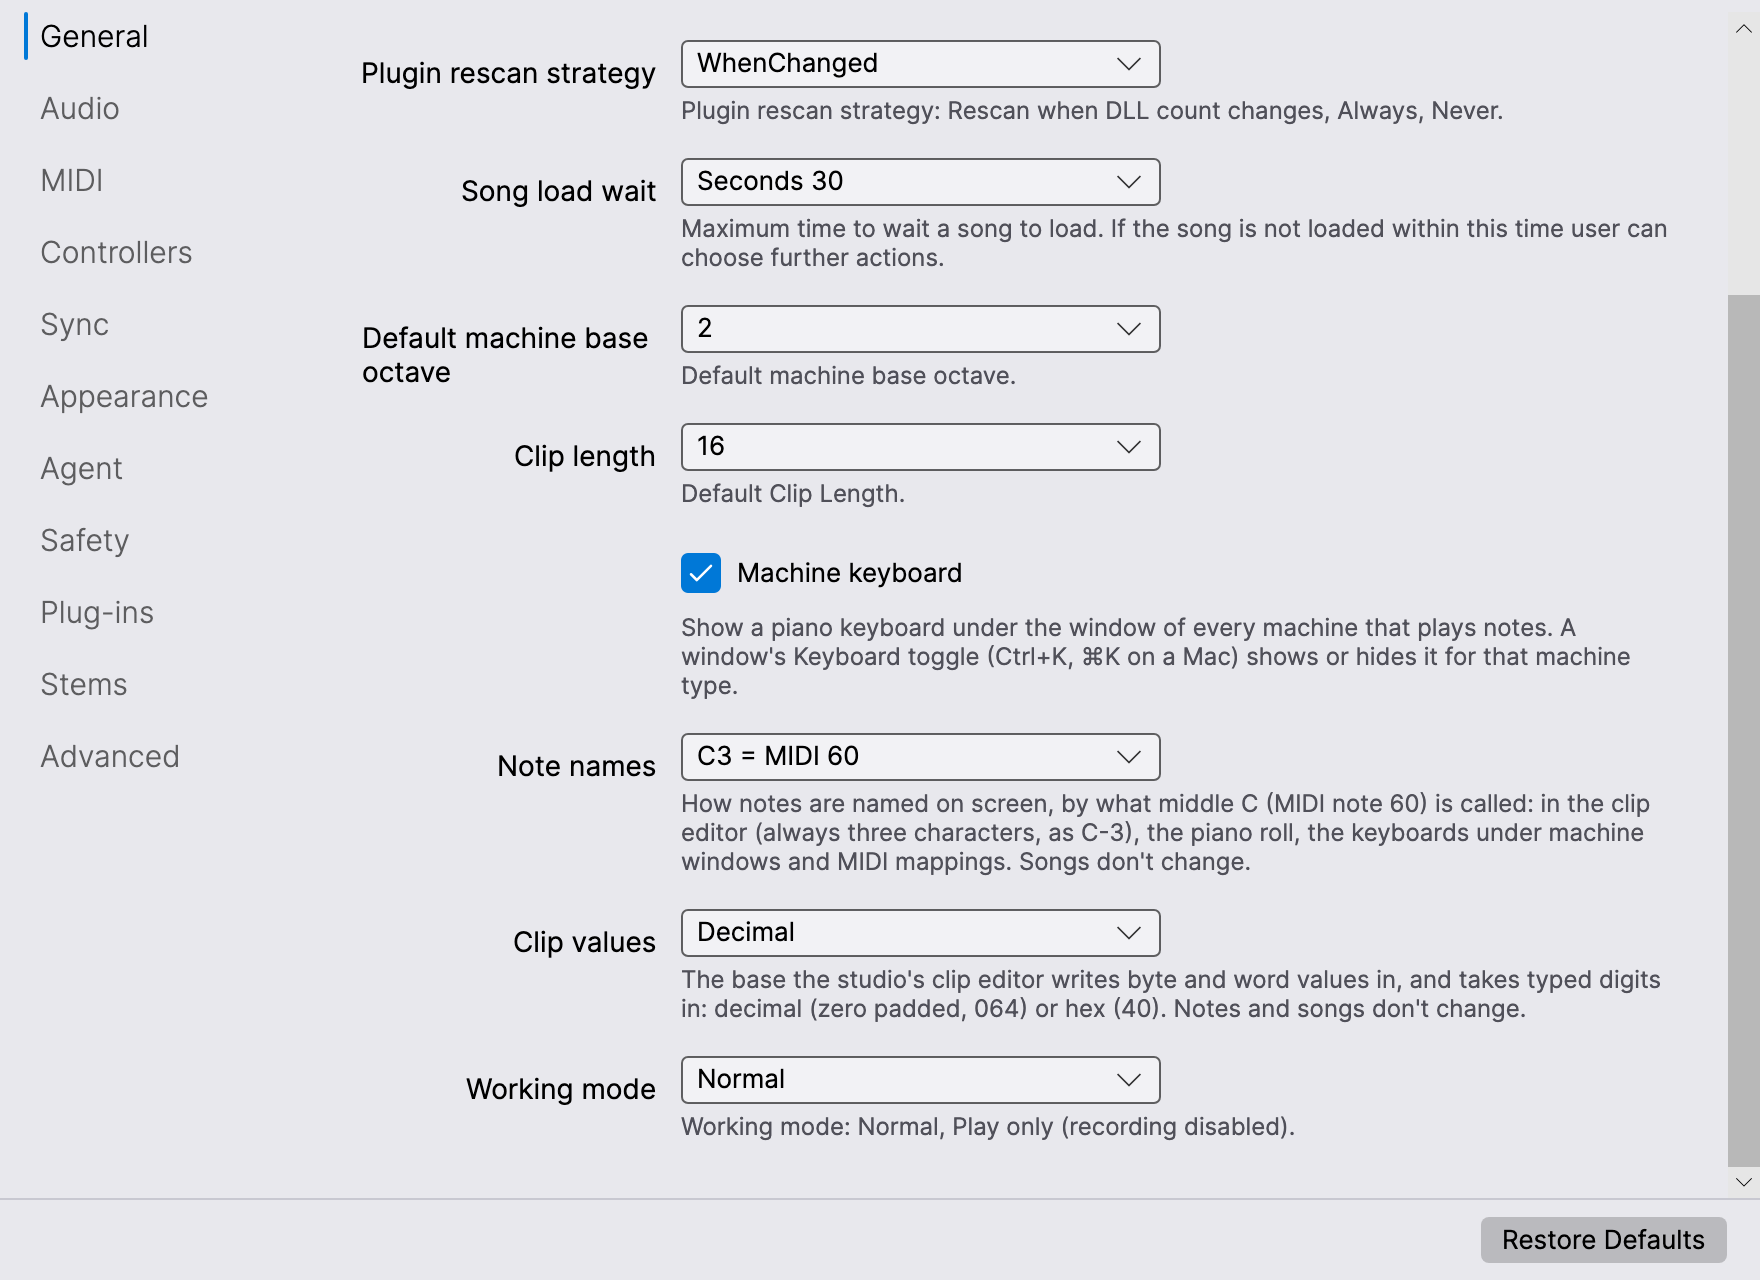 General
Audio
MIDI
Controllers
Sync
Appearance
Agent
Safety
Plug-ins
Stems
Advanced
Plugin rescan strategy
WhenChanged
Plugin rescan strategy: Rescan when DLL count changes, Always, Never.
Song load wait
Seconds 30
Maximum time to wait a song to load. If the song is not loaded within this time user can
choose further actions.
Default machine base
octave
2
Default machine base octave.
Clip length
16
Default Clip Length.
Machine keyboard
Show a piano keyboard under the window of every machine that plays notes. A
window's Keyboard toggle (Ctrl+K, ⌘K on a Mac) shows or hides it for that machine
type.
Note names
C3 = MIDI 60
How notes are named on screen, by what middle C (MIDI note 60) is called: in the clip
editor (always three characters, as C-3), the piano roll, the keyboards under machine
windows and MIDI mappings. Songs don't change.
Clip values
Decimal
The base the studio's clip editor writes byte and word values in, and takes typed digits
in: decimal (zero padded, 064) or hex (40). Notes and songs don't change.
Working mode
Normal
Working mode: Normal, Play only (recording disabled).
Restore Defaults